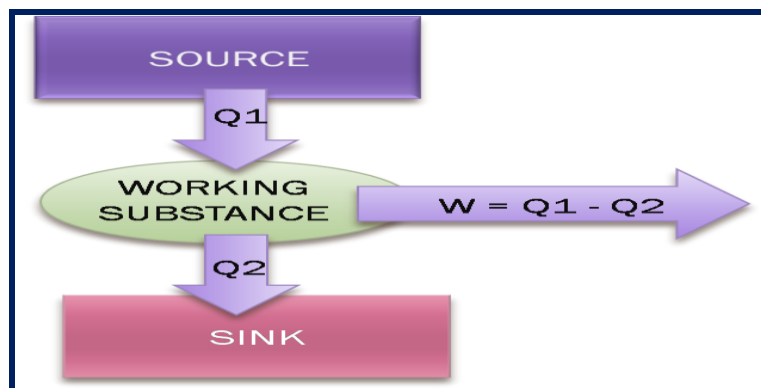 SOURCE
Q1
WORKING
SUBSTANCE
W = Q1 - Q2
Q2
SINK